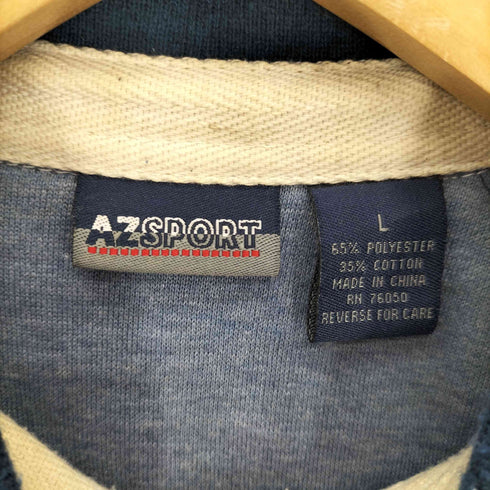 AZSPORT
L
65% POLYESTER
35% COTTON
MADE IN CHINA
RN 76050
REVERSE FOR CARE